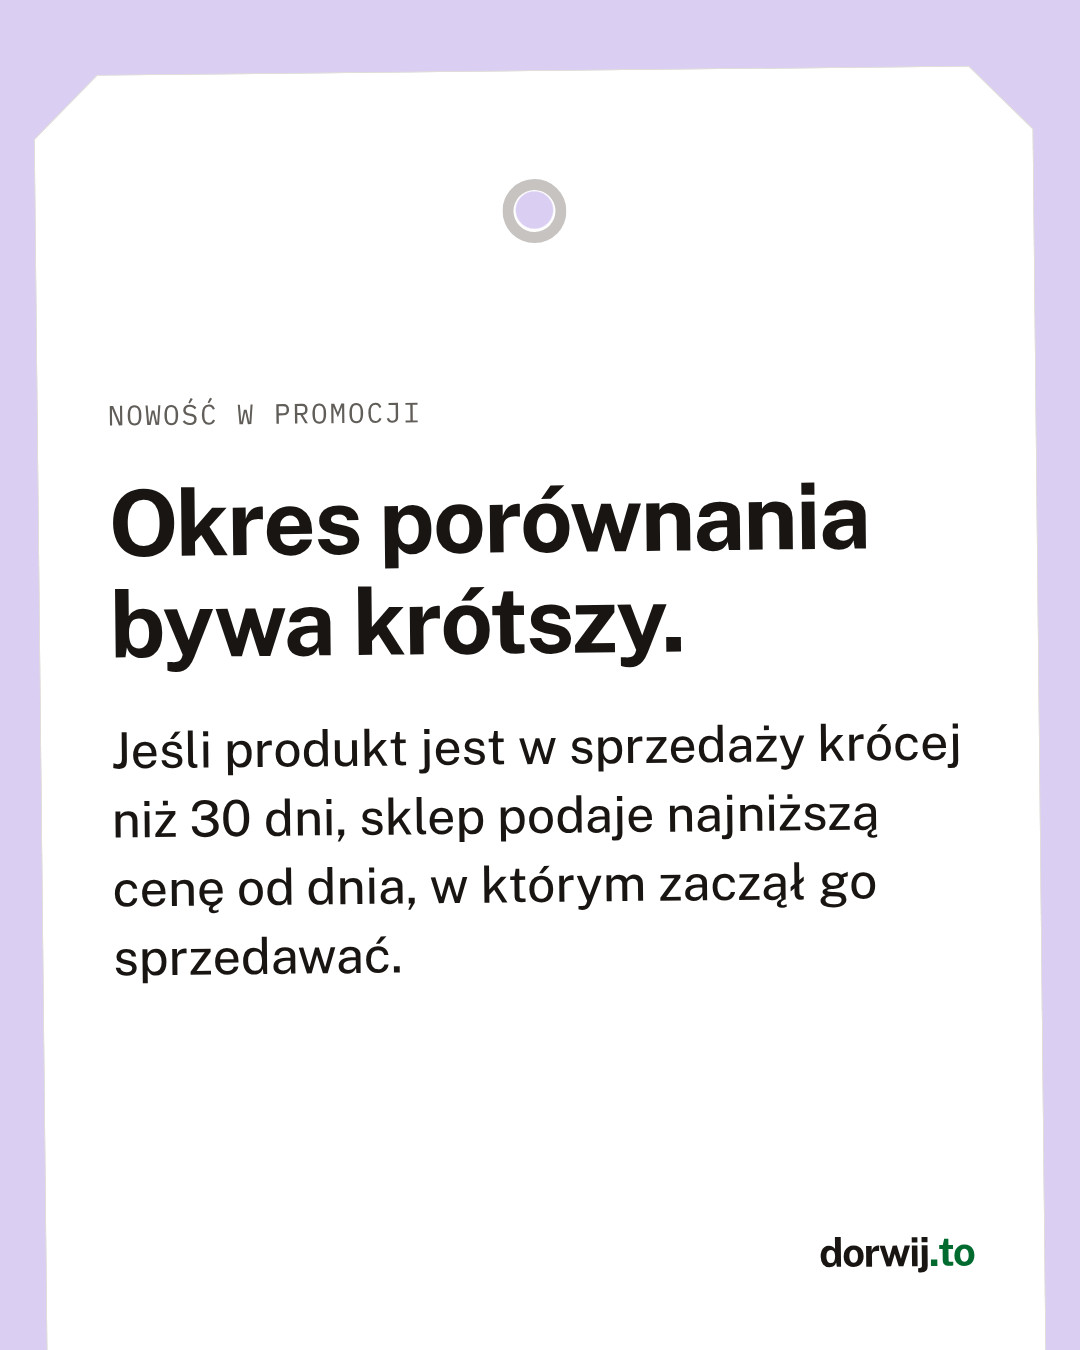 NOWOŚĆ W PROMOCJI
Okres porównania
bywa krótszy.
Jeśli produkt jest w sprzedaży krócej
niż 30 dni, sklep podaje najniższą
cenę od dnia, w którym zaczął go
sprzedawać.
dorwij.to